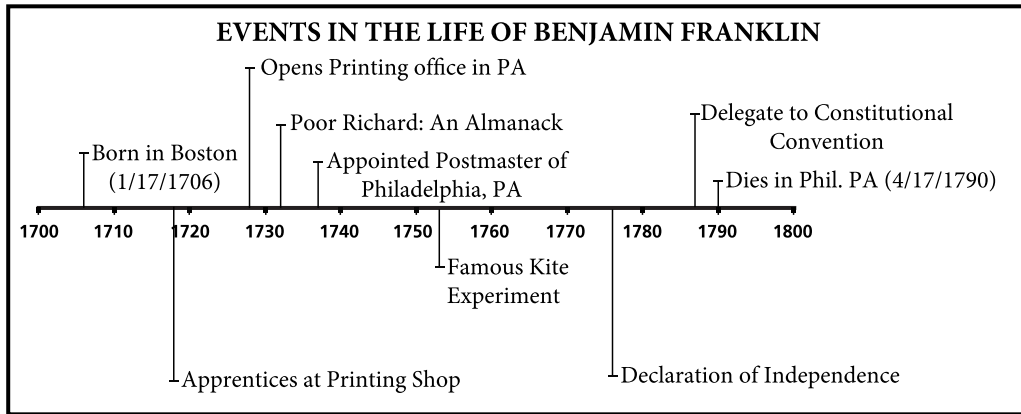 EVENTS IN THE LIFE OF BENJAMIN FRANKLIN
Opens Printing office in PA
Poor Richard: An Almanack
Delegate to Constitutional
Convention
Born in Boston
(1/17/1706)
Appointed Postmaster of
Philadelphia, PA
Dies in Phil. PA (4/17/1790)
1700 1710 1720 1730 1740 1750 1760 1770 1780 1790 1800
Famous Kite
Experiment
Apprentices at Printing Shop
Declaration of Independence